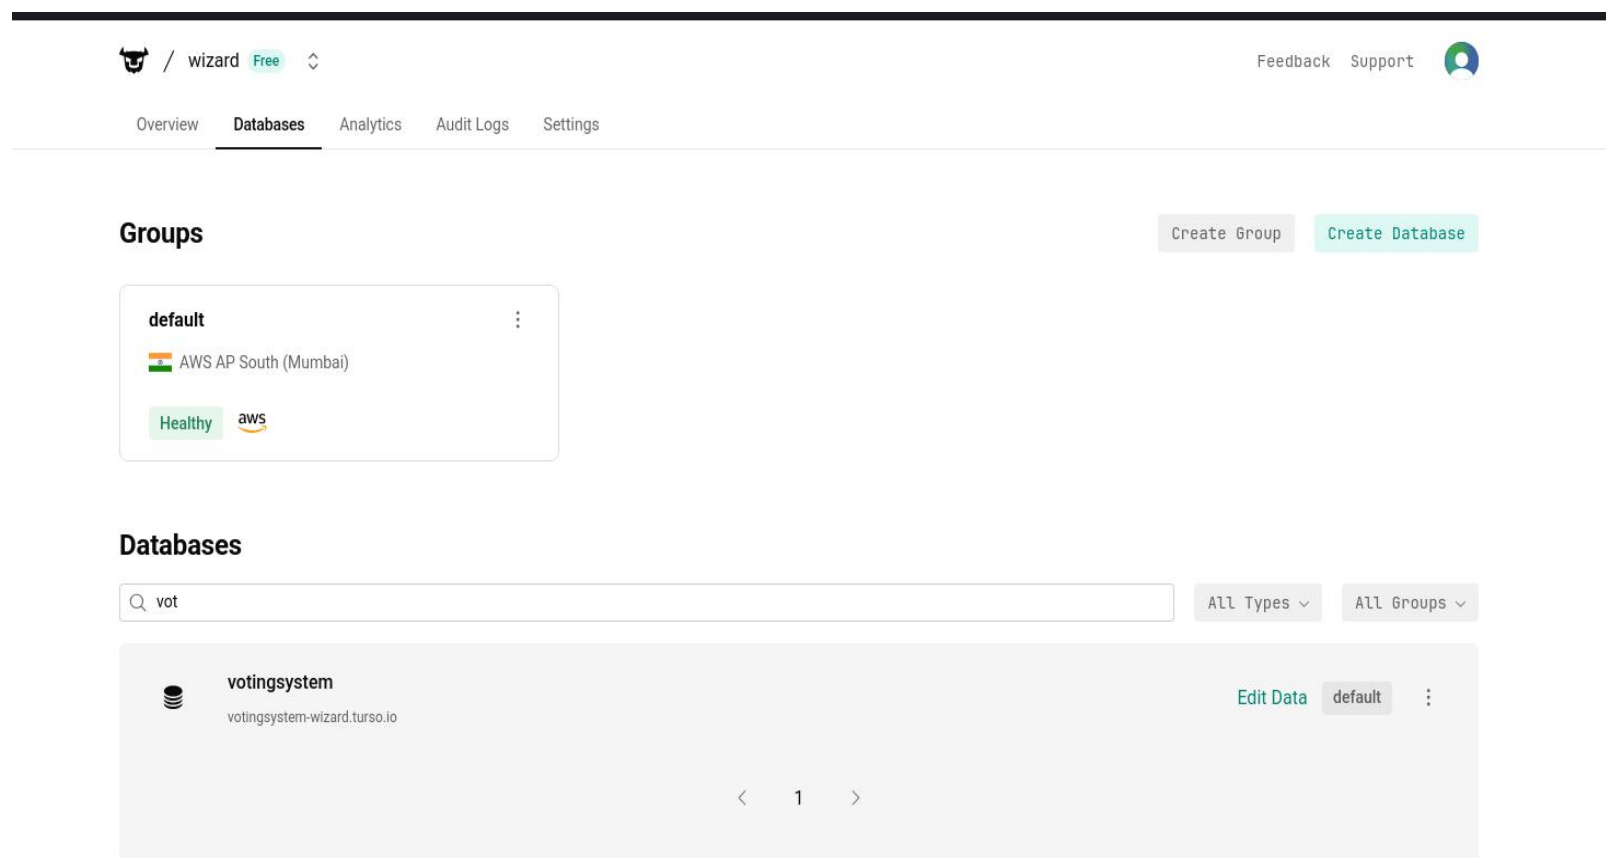 / wizard Free
Feedback Support
Overview Databases Analytics Audit Logs Settings
Groups
Create Group Create Database
default
AWS AP South (Mumbai)
Healthy aws
Databases
vot
All Types All Groups
votingsystem
votingsystem-wizard.turso.io
Edit Data default
1